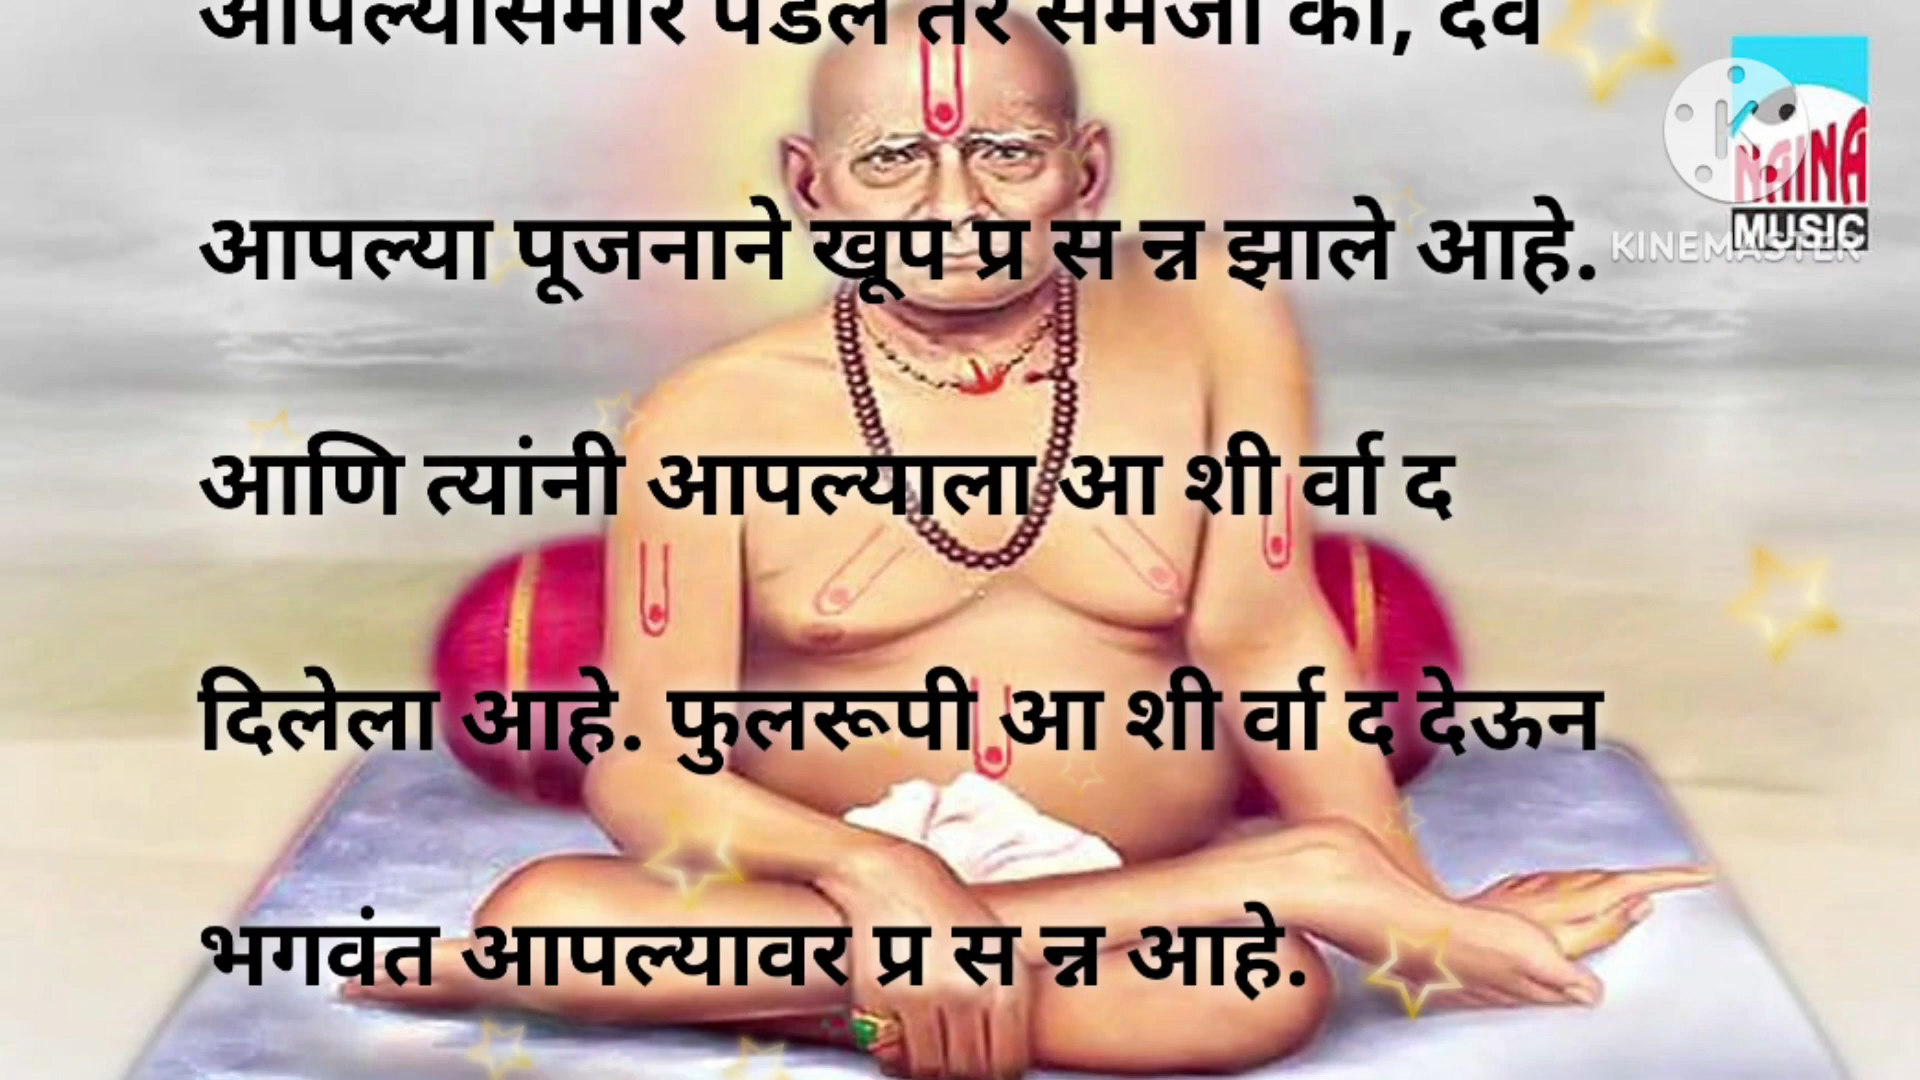 आपल्यासमोर पडले तर समजा की, देव
आपल्या पूजनाने खूप प्र स न्न झाले आहे.
आणि त्यांनी आपल्याला आ शी र्वा द
दिलेला आहे. फुलरूपी आ शी र्वा द देऊन
भगवंत आपल्यावर प्र स न्न आहे.
NAINA
MUSIC
KINEMASTER